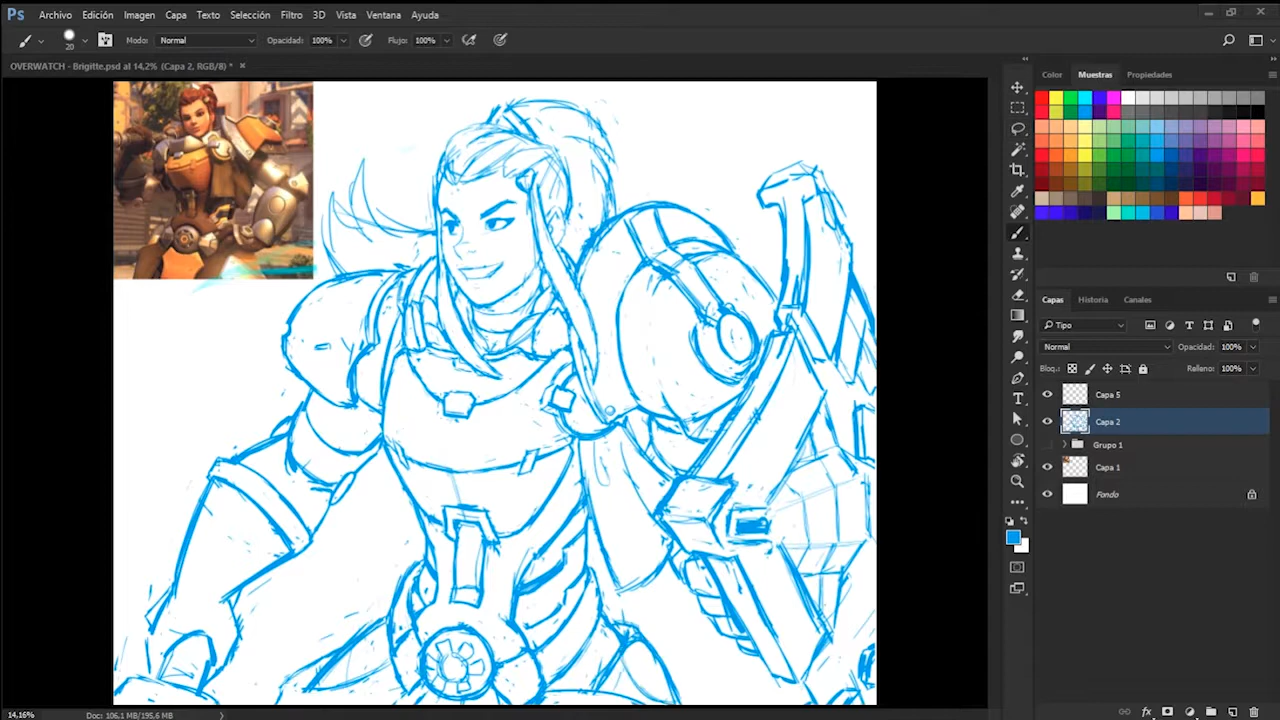 Ps Archivo Edición Imagen Capa Texto Selección Filtro 3D Vista Ventana Ayuda
20 Modo: Normal Opacidad: 100% Flujo: 100%
OVERWATCH - Brigitte.psd al 14,2% (Capa 2, RGB/8) * ×
Color Muestras Propiedades
Capas Historia Canales
Tipo
Normal Opacidad: 100%
Bloq.: Relleno: 100%
Capa 5
Capa 2
Grupo 1
Capa 1
Fondo
14,16% Doc: 106,1 MB/195,6 MB